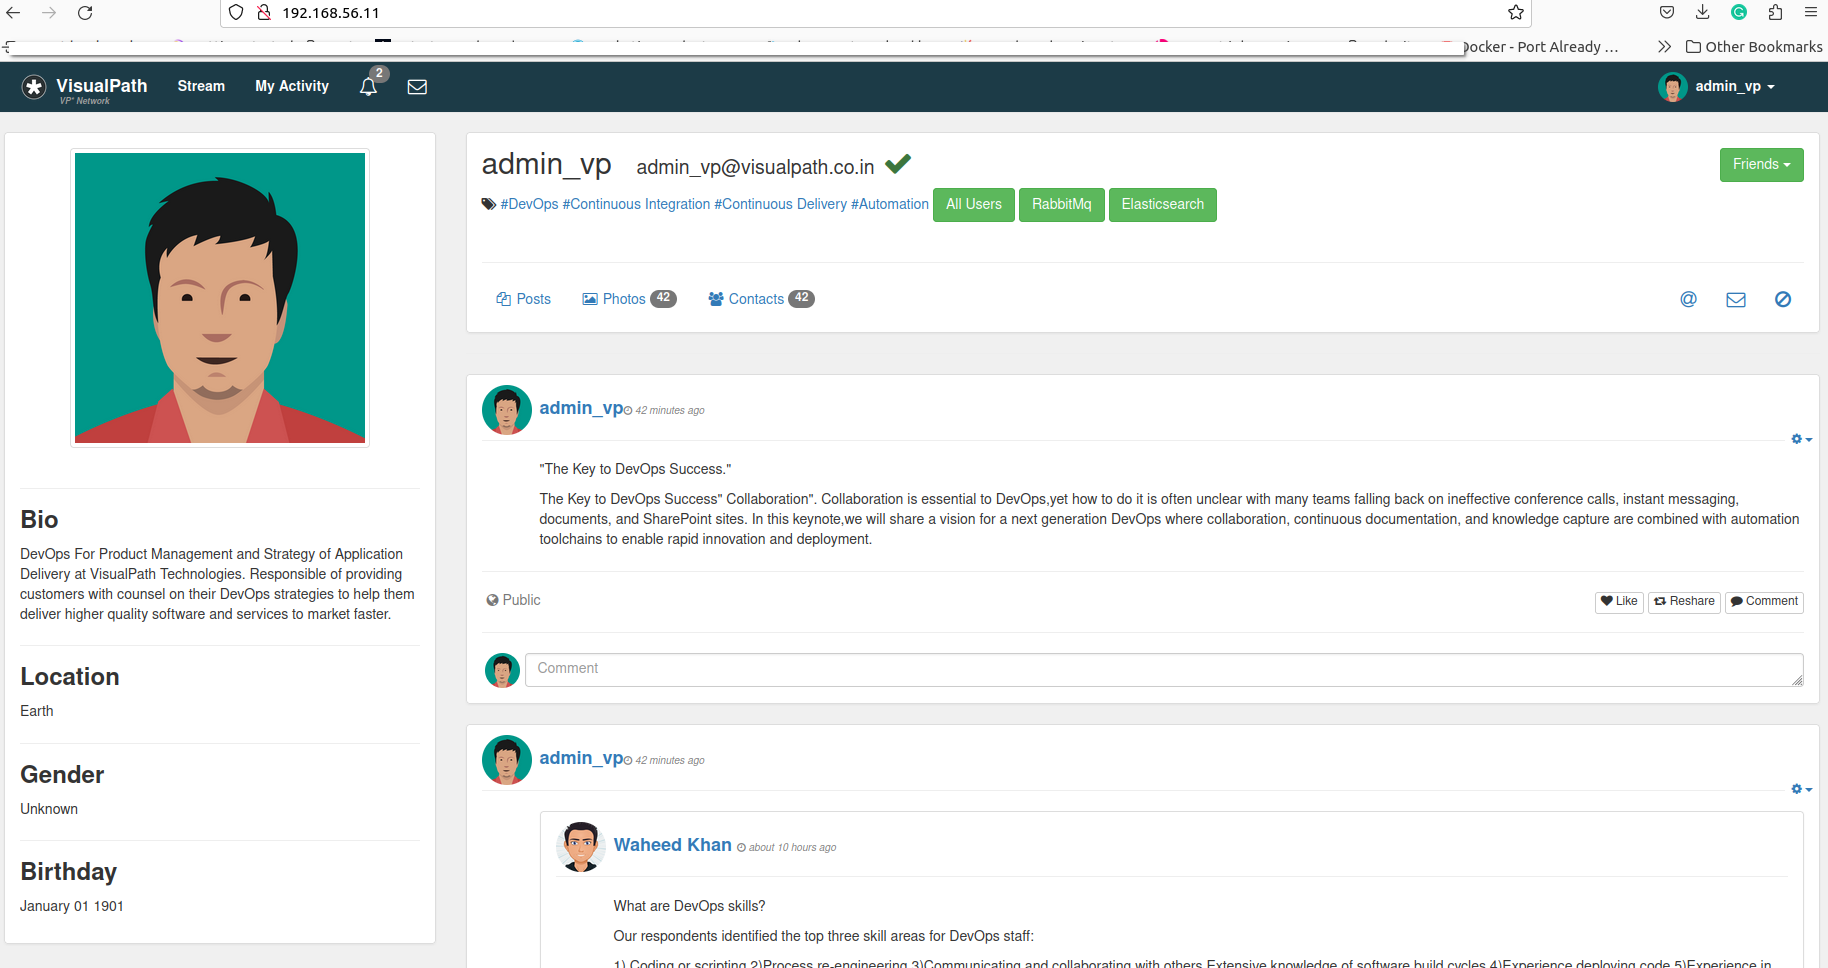 192.168.56.11
Docker - Port Already ...
Other Bookmarks
VisualPath
VP* Network
Stream
My Activity
2
admin_vp
admin_vp
admin_vp@visualpath.co.in
Friends
#DevOps #Continuous Integration #Continuous Delivery #Automation
All Users
RabbitMq
Elasticsearch
Posts
Photos 42
Contacts 42
@
Bio
DevOps For Product Management and Strategy of Application
Delivery at VisualPath Technologies. Responsible of providing
customers with counsel on their DevOps strategies to help them
deliver higher quality software and services to market faster.
Location
Earth
Gender
Unknown
Birthday
January 01 1901
admin_vp 42 minutes ago
"The Key to DevOps Success."
The Key to DevOps Success" Collaboration". Collaboration is essential to DevOps,yet how to do it is often unclear with many teams falling back on ineffective conference calls, instant messaging,
documents, and SharePoint sites. In this keynote,we will share a vision for a next generation DevOps where collaboration, continuous documentation, and knowledge capture are combined with automation
toolchains to enable rapid innovation and deployment.
Public
Like
Reshare
Comment
Comment
admin_vp 42 minutes ago
Waheed Khan about 10 hours ago
What are DevOps skills?
Our respondents identified the top three skill areas for DevOps staff:
1) Coding or scripting 2)Process re-engineering 3)Communicating and collaborating with others Extensive knowledge of software build cycles 4)Experience deploying code 5)Experience in